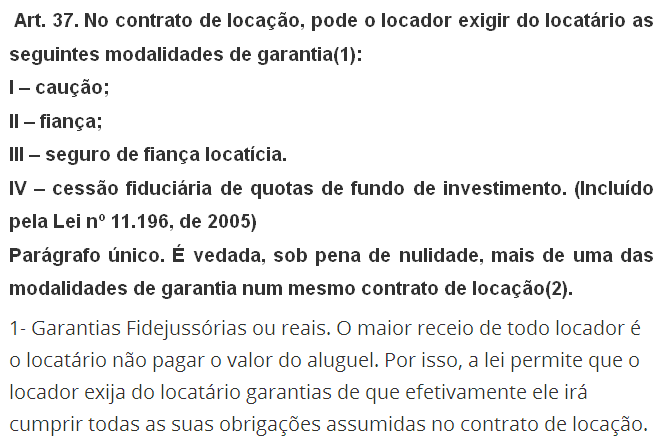 Art. 37. No contrato de locação, pode o locador exigir do locatário as
seguintes modalidades de garantia(1):
I – caução;
II – fiança;
III – seguro de fiança locatícia.
IV – cessão fiduciária de quotas de fundo de investimento. (Incluído
pela Lei nº 11.196, de 2005)
Parágrafo único. É vedada, sob pena de nulidade, mais de uma das
modalidades de garantia num mesmo contrato de locação(2).
1- Garantias Fidejussórias ou reais. O maior receio de todo locador é
o locatário não pagar o valor do aluguel. Por isso, a lei permite que o
locador exija do locatário garantias de que efetivamente ele irá
cumprir todas as suas obrigações assumidas no contrato de locação.